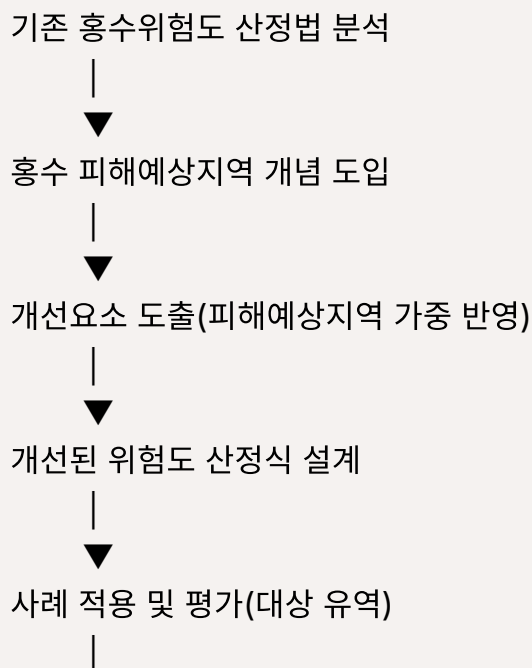 기존 홍수위험도 산정법 분석
│
▼
홍수 피해예상지역 개념 도입
│
▼
개선요소 도출(피해예상지역 가중 반영)
│
▼
개선된 위험도 산정식 설계
│
▼
사례 적용 및 평가(대상 유역)
│